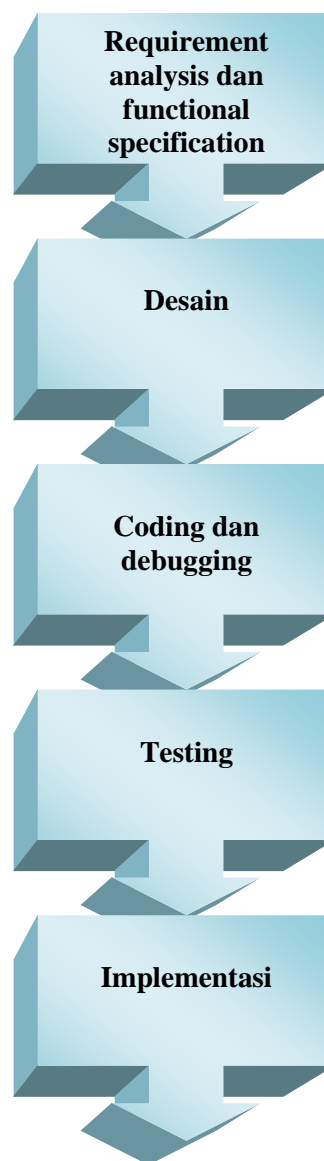 Requirement
analysis dan
functional
specification
Desain
Coding dan
debugging
Testing
Implementasi